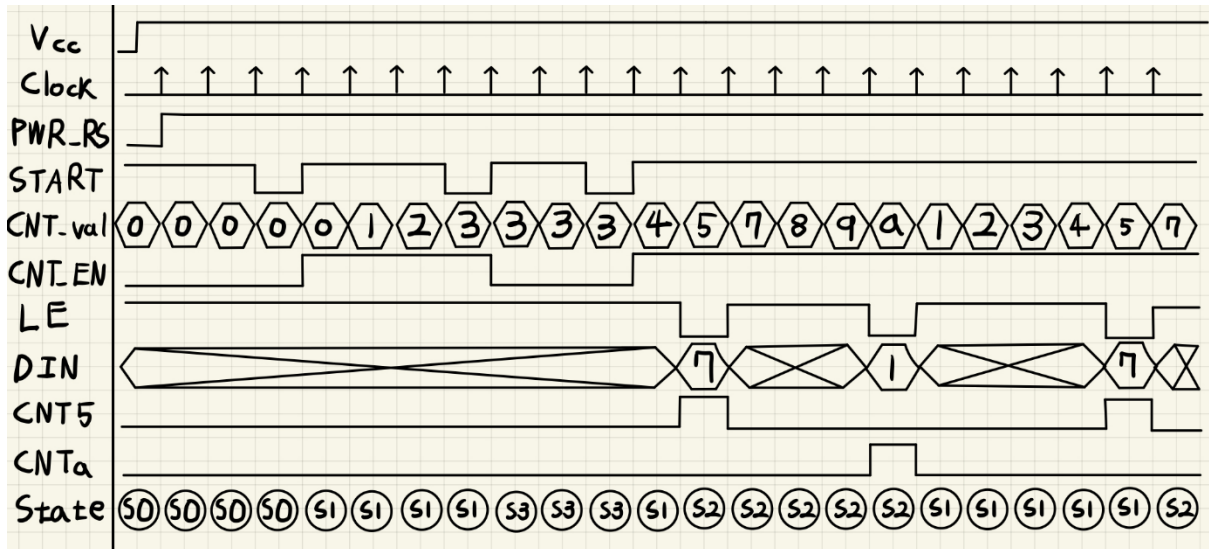 Vcc
Clock
PWR_RS
START
CNT_val 0 0 0 0 0 1 2 3 3 3 3 4 5 7 8 9 a 1 2 3 4 5 7
CNT_EN
LE
DIN 7 1 7
CNT5
CNTa
State S0 S0 S0 S0 S1 S1 S1 S1 S3 S3 S3 S1 S2 S2 S2 S2 S2 S1 S1 S1 S1 S1 S2